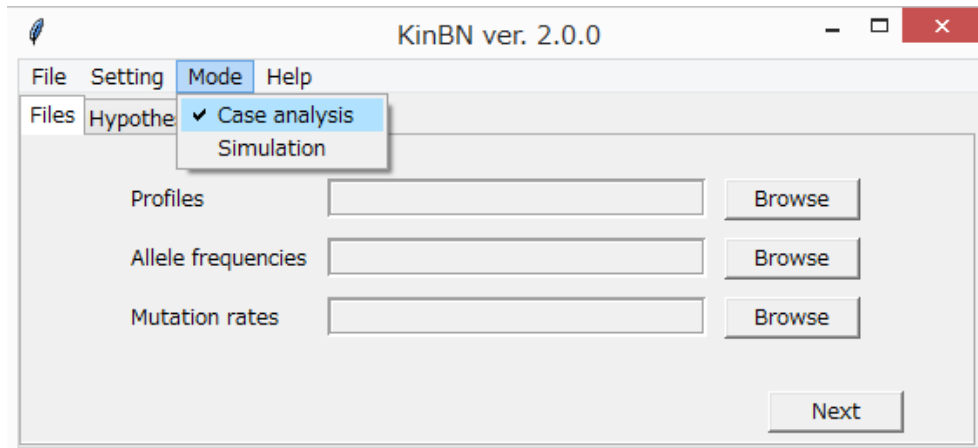 KinBN ver. 2.0.0
File Setting Mode Help
Files Hypothe
✔ Case analysis
Simulation
Profiles Browse
Allele frequencies Browse
Mutation rates Browse
Next